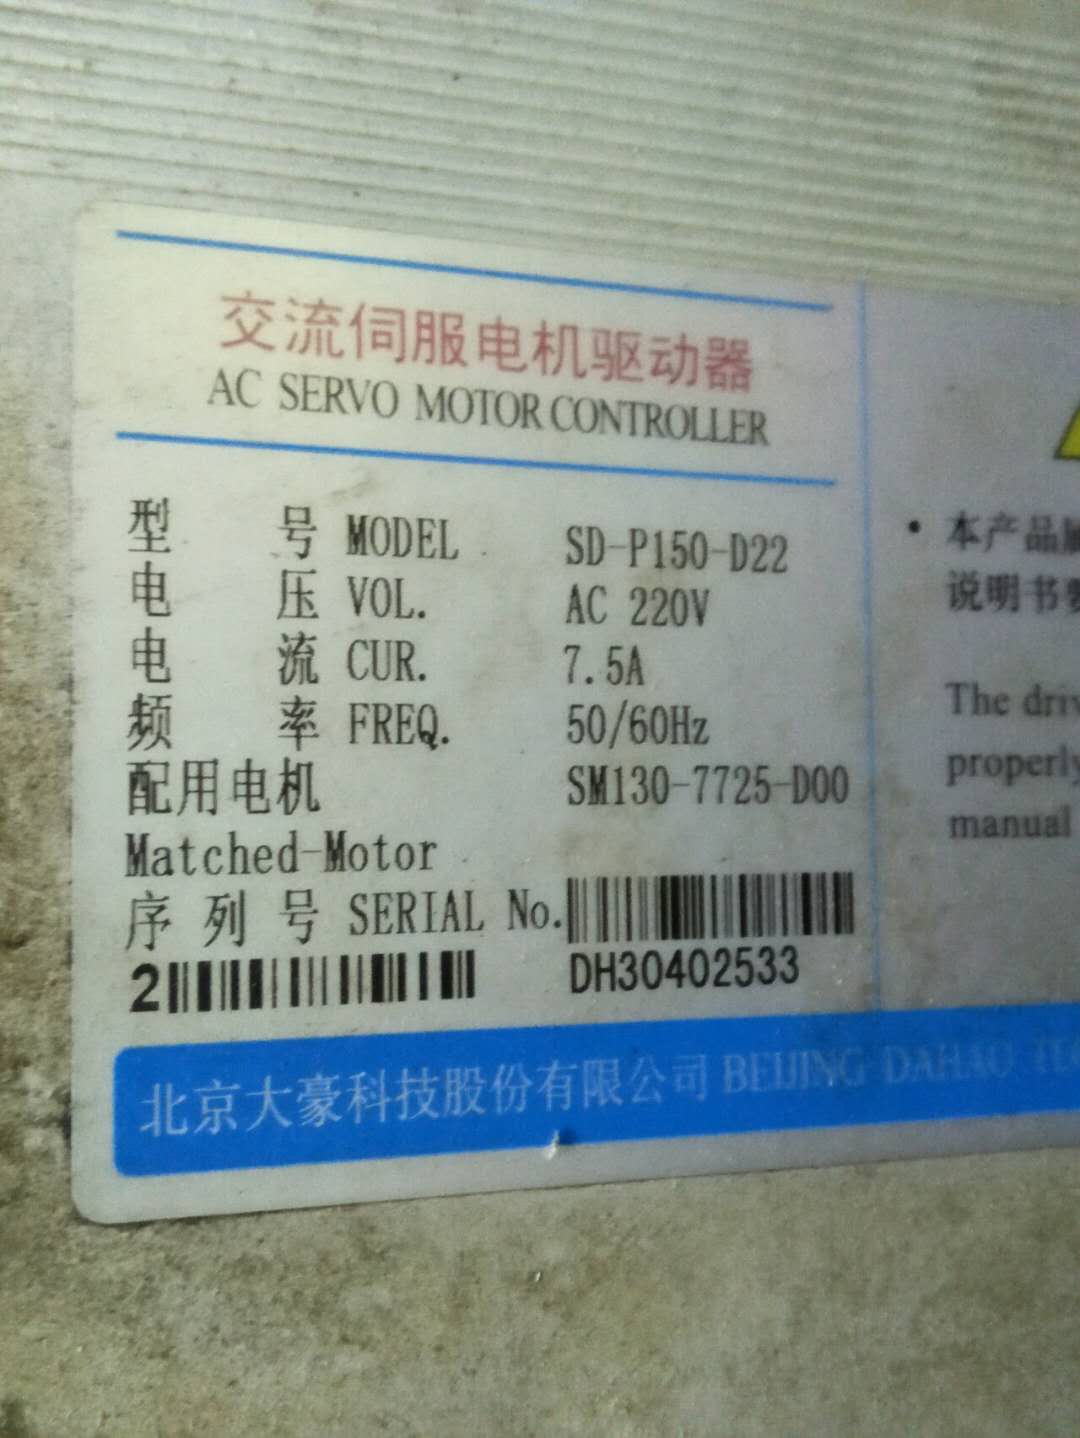 交流伺服电机驱动器
AC SERVO MOTOR CONTROLLER
型 号 MODEL SD-P150-D22
电 压 VOL. AC 220V
电 流 CUR. 7.5A
频 率 FREQ. 50/60Hz
配用电机 SM130-7725-D00
Matched-Motor
序 列 号 SERIAL No.
2 DH30402533
北京大豪科技股份有限公司 BEIJING DAHAO
• 本产品
说明书
The
properly
manual